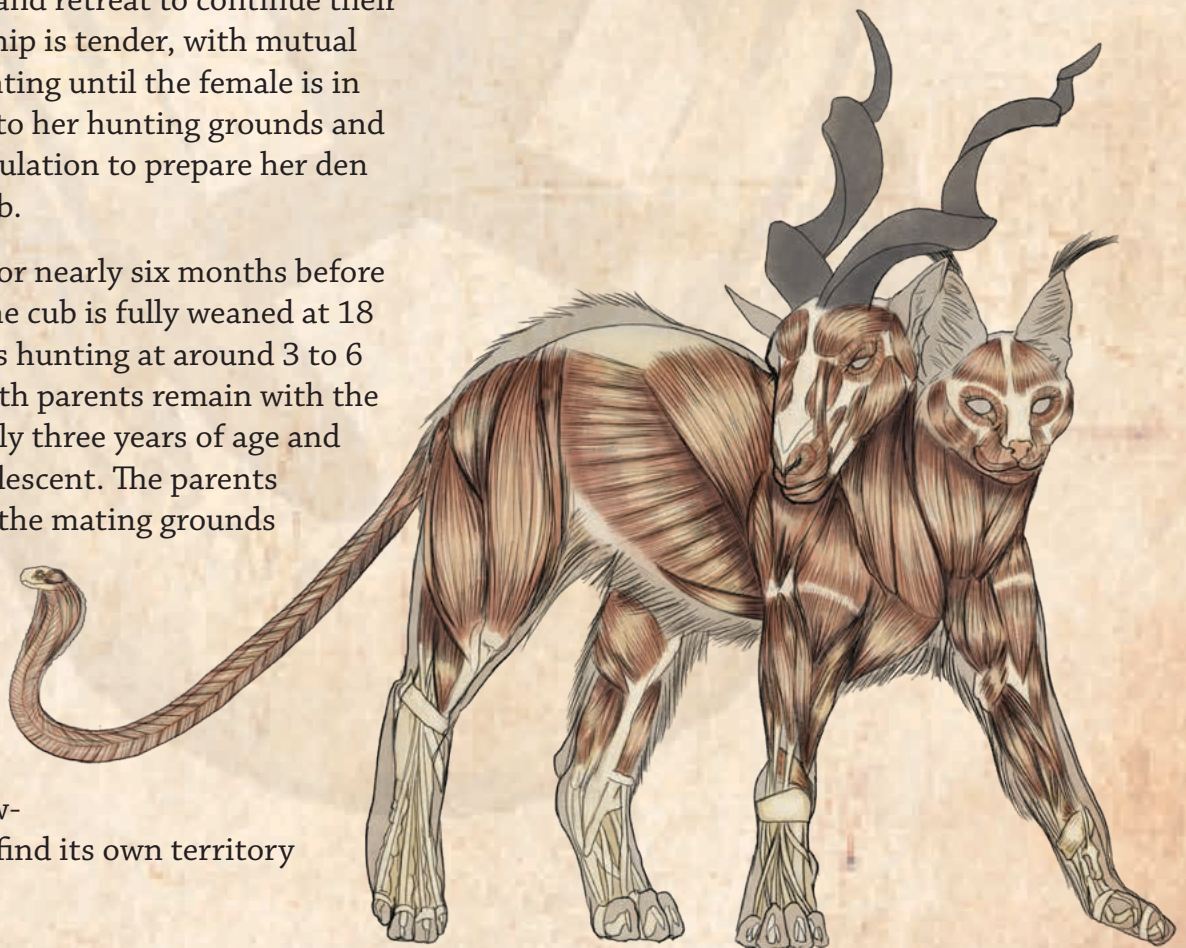 and retreat to continue their
hip is tender, with mutual
nting until the female is in
to her hunting grounds and
ulation to prepare her den
b.
or nearly six months before
he cub is fully weaned at 18
s hunting at around 3 to 6
th parents remain with the
ly three years of age and
lescent. The parents
the mating grounds
w-
find its own territory